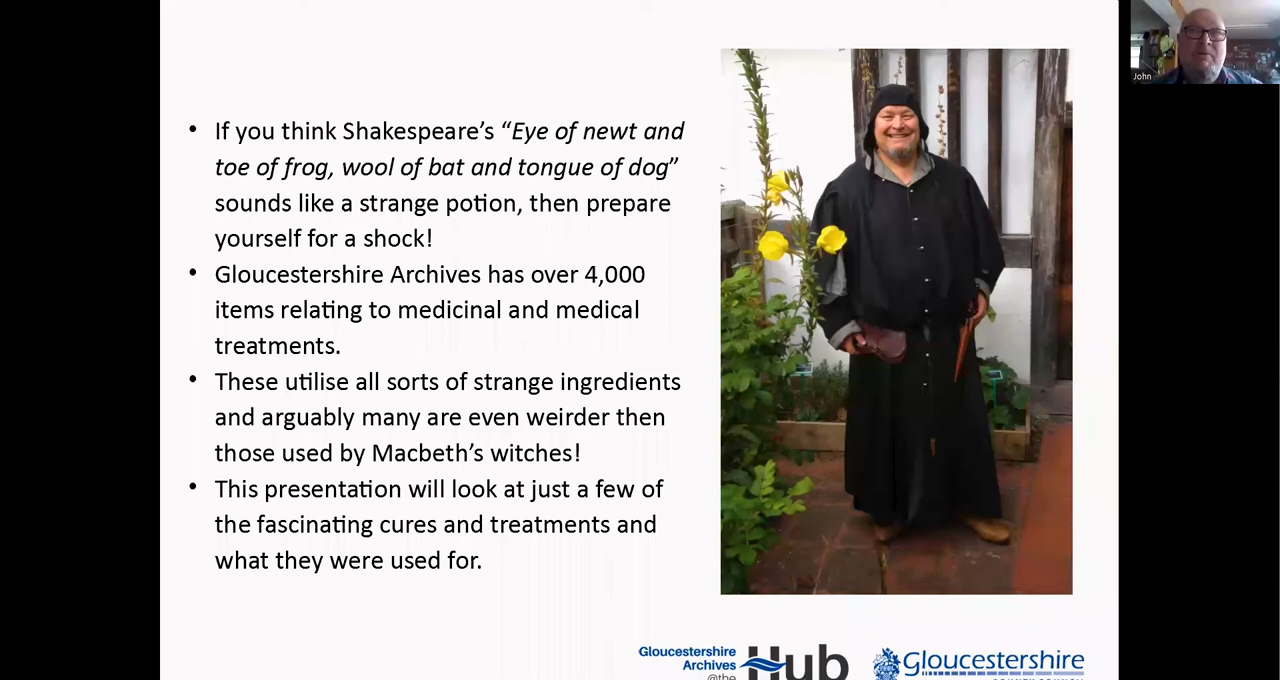 • If you think Shakespeare’s “Eye of newt and
toe of frog, wool of bat and tongue of dog”
sounds like a strange potion, then prepare
yourself for a shock!
• Gloucestershire Archives has over 4,000
items relating to medicinal and medical
treatments.
• These utilise all sorts of strange ingredients
and arguably many are even weirder then
those used by Macbeth’s witches!
• This presentation will look at just a few of
the fascinating cures and treatments and
what they were used for.
John
Gloucestershire
Archives
@the
Hub
Gloucestershire